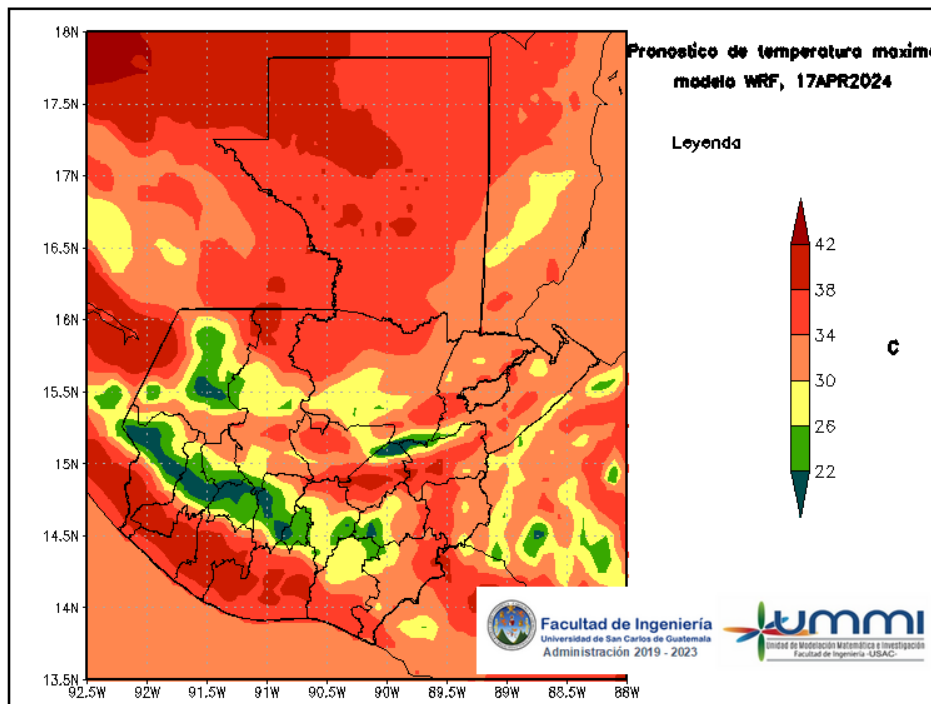 Pronostico de temperatura maxima
modelo WRF, 17APR2024
Leyenda
18N
17.5N
17N
16.5N
16N
15.5N
15N
14.5N
14N
13.5N
92.5W
92W
91.5W
91W
90.5W
90W
89.5W
89W
88.5W
88W
42
38
34
30
26
22
C
Facultad de Ingeniería
Universidad de San Carlos de Guatemala
Administración 2019 - 2023
UMMI
Unidad de Modelación Matemática e Investigación
Facultad de Ingeniería -USAC-